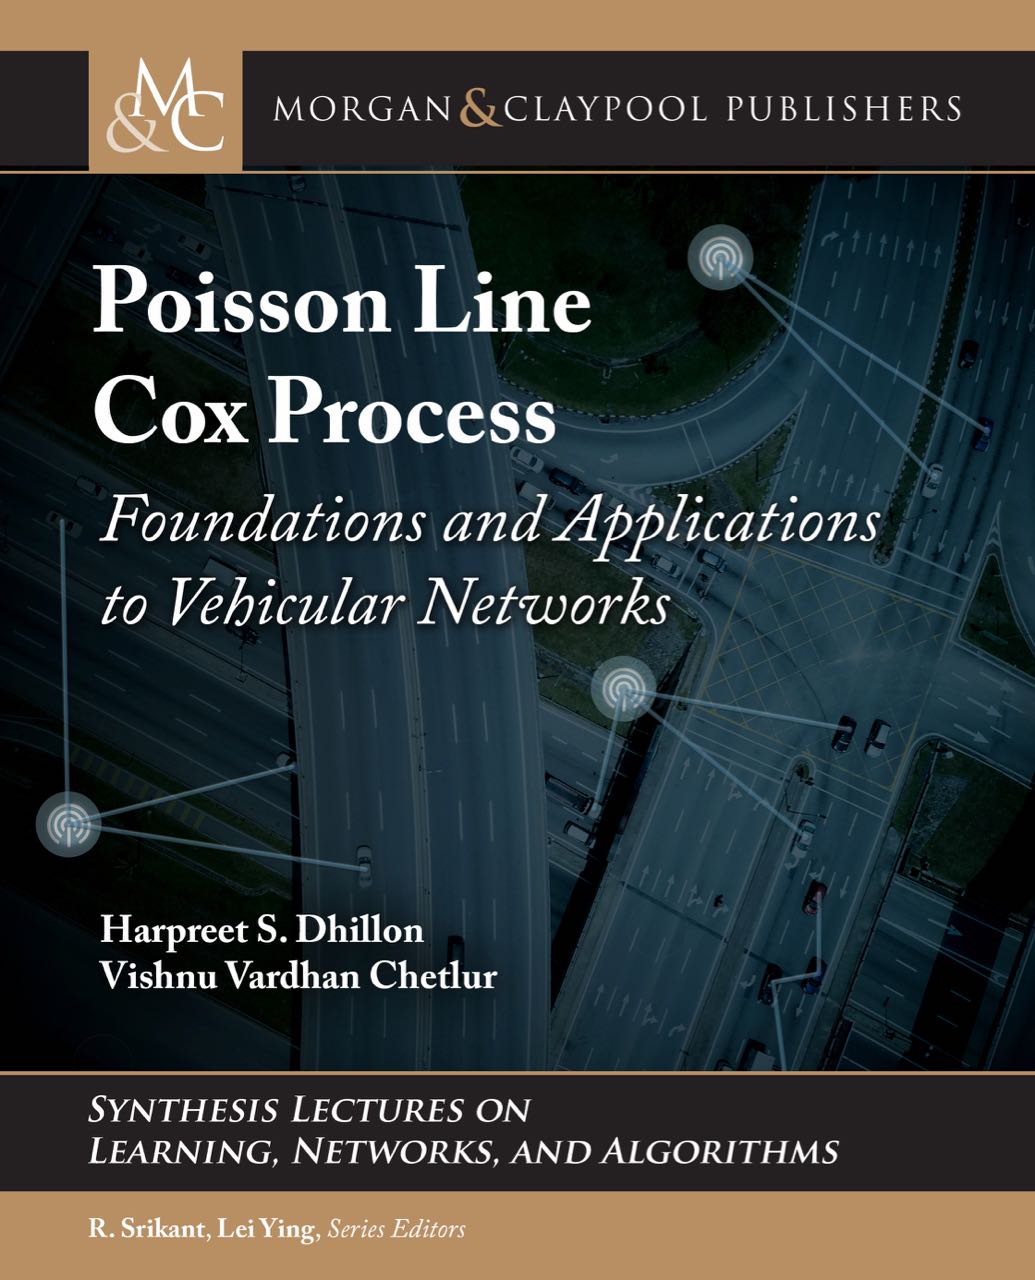 M&C
MORGAN & CLAYPOOL PUBLISHERS
Poisson Line
Cox Process
Foundations and Applications
to Vehicular Networks
Harpreet S. Dhillon
Vishnu Vardhan Chetlur
SYNTHESIS LECTURES ON
LEARNING, NETWORKS, AND ALGORITHMS
R. Srikant, Lei Ying, Series Editors